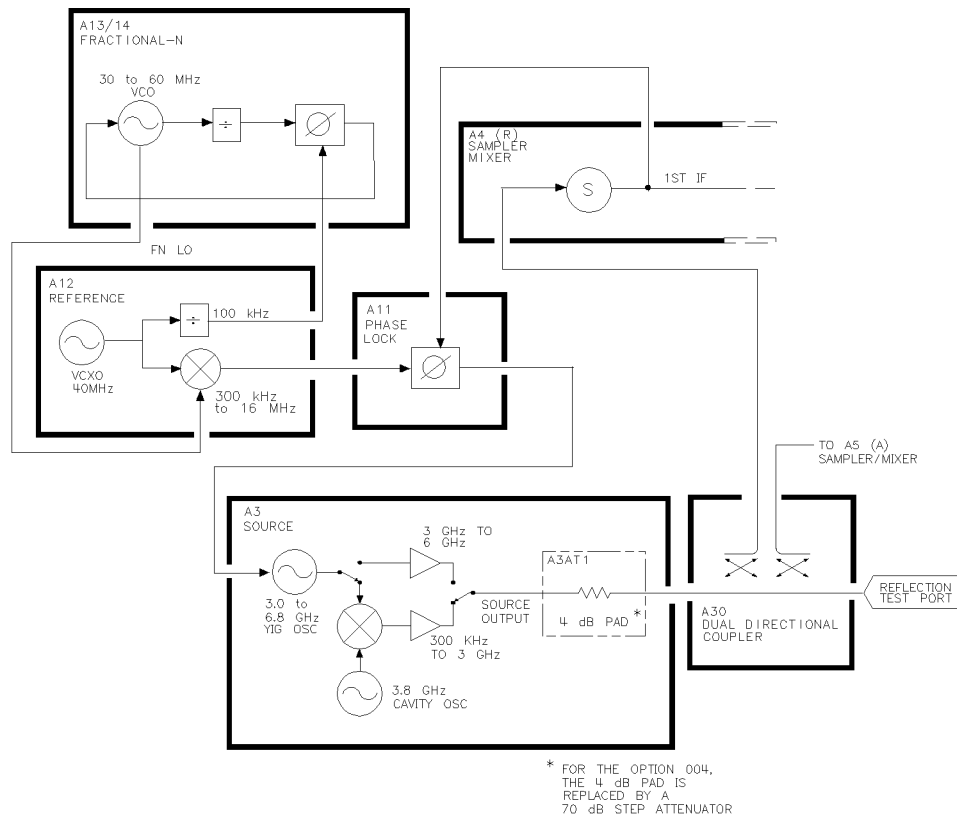 A13/14
FRACTIONAL-N
30 to 60 MHz
VCO
÷
FN LO
A4 (R)
SAMPLER
MIXER
S
1ST IF
A12
REFERENCE
÷
100 kHz
VCXO
40MHz
300 kHz
to 16 MHz
A11
PHASE
LOCK
TO A5 (A)
SAMPLER/MIXER
A3
SOURCE
3 GHz TO
6 GHz
3.0 to
6.8 GHz
YIG OSC
300 KHz
TO 3 GHz
3.8 GHz
CAVITY OSC
SOURCE
OUTPUT
A3AT1
4 dB PAD *
A30
DUAL DIRECTIONAL
COUPLER
REFLECTION
TEST PORT
* FOR THE OPTION 004,
THE 4 dB PAD IS
REPLACED BY A
70 dB STEP ATTENUATOR